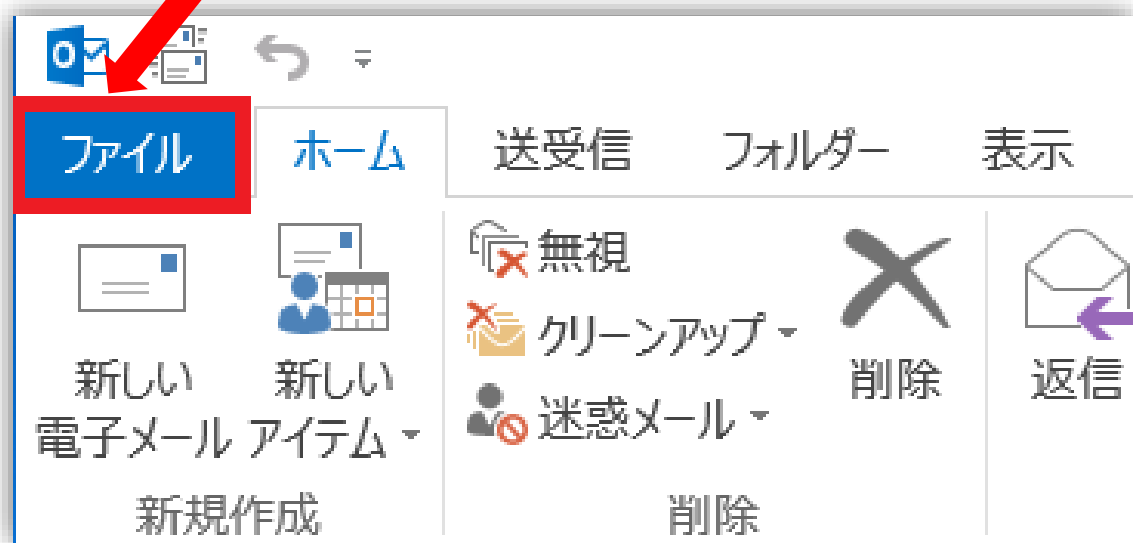 ファイル ホーム 送受信 フォルダー 表示
無視
クリーンアップ
迷惑メール
新しい
電子メール
新しい
アイテム
削除
返信
新規作成
削除